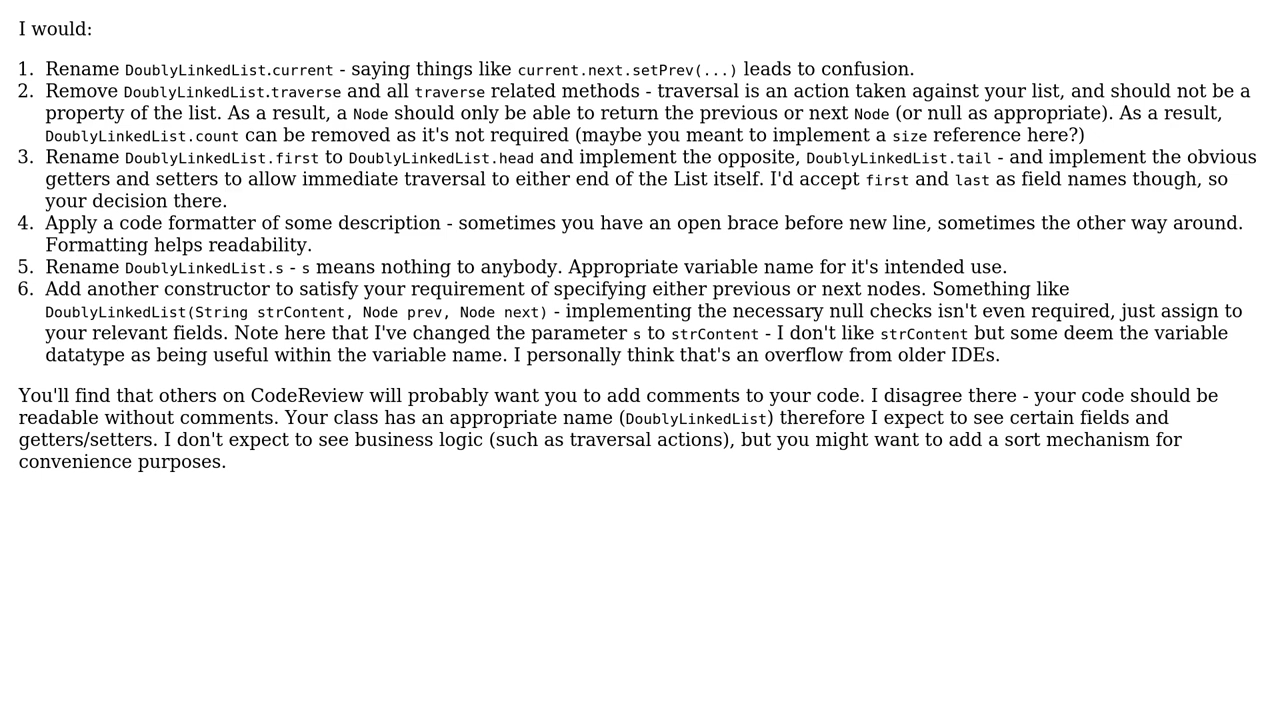 I would:
1. Rename DoublyLinkedList.current - saying things like current.next.setPrev(...) leads to confusion.
2. Remove DoublyLinkedList.traverse and all traverse related methods - traversal is an action taken against your list, and should not be a
property of the list. As a result, a Node should only be able to return the previous or next Node (or null as appropriate). As a result,
DoublyLinkedList.count can be removed as it's not required (maybe you meant to implement a size reference here?)
3. Rename DoublyLinkedList.first to DoublyLinkedList.head and implement the opposite, DoublyLinkedList.tail - and implement the obvious
getters and setters to allow immediate traversal to either end of the List itself. I'd accept first and last as field names though, so
your decision there.
4. Apply a code formatter of some description - sometimes you have an open brace before new line, sometimes the other way around.
Formatting helps readability.
5. Rename DoublyLinkedList.s - s means nothing to anybody. Appropriate variable name for it's intended use.
6. Add another constructor to satisfy your requirement of specifying either previous or next nodes. Something like
DoublyLinkedList(String strContent, Node prev, Node next) - implementing the necessary null checks isn't even required, just assign to
your relevant fields. Note here that I've changed the parameter s to strContent - I don't like strContent but some deem the variable
datatype as being useful within the variable name. I personally think that's an overflow from older IDEs.
You'll find that others on CodeReview will probably want you to add comments to your code. I disagree there - your code should be
readable without comments. Your class has an appropriate name (DoublyLinkedList) therefore I expect to see certain fields and
getters/setters. I don't expect to see business logic (such as traversal actions), but you might want to add a sort mechanism for
convenience purposes.